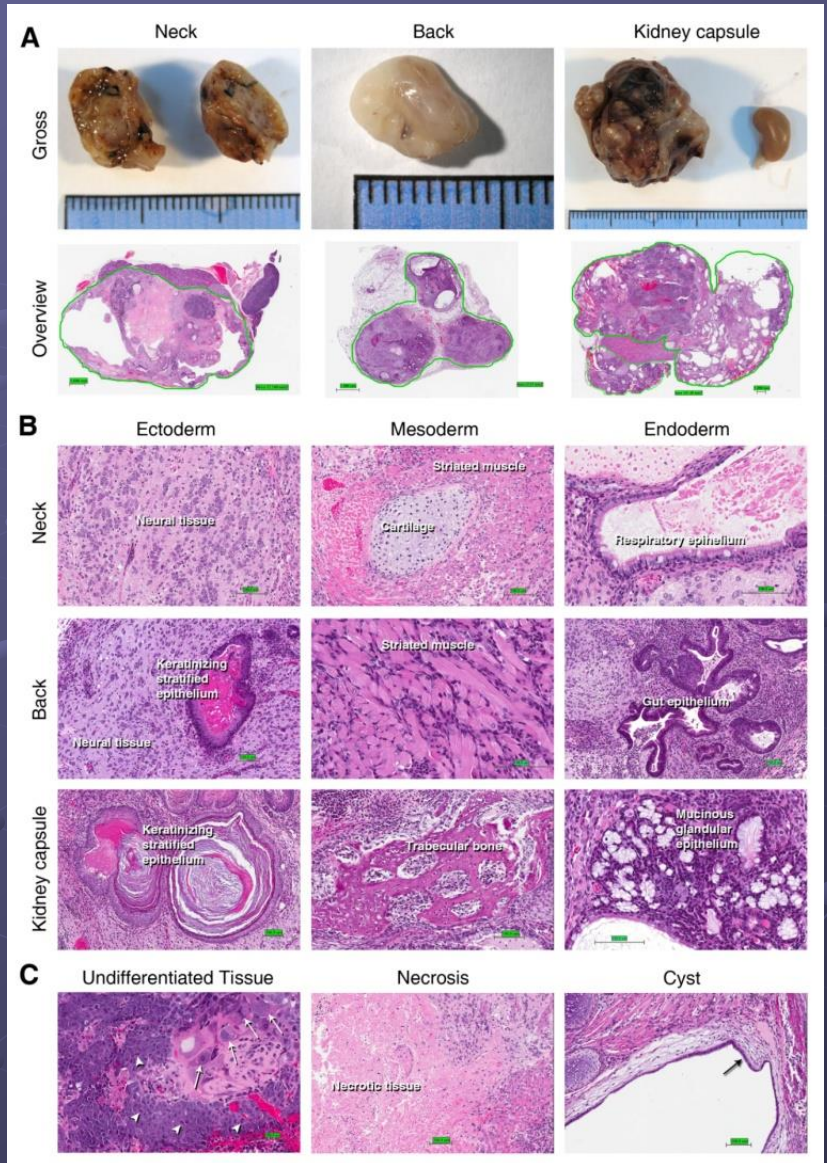 A
Neck
Back
Kidney capsule
Gross
Overview
B
Ectoderm
Mesoderm
Endoderm
Neck
Neural tissue
Striated muscle
Cartilage
Respiratory epihelium
Back
Keratinizing
stratified
epithelium
Neural tissue
Striated muscle
Gut epithelium
Kidney capsule
Keratinizing
stratified
epithelium
Trabecular bone
Mucinous
glandular
epithelium
C
Undifferentiated Tissue
Necrosis
Cyst
Necrotic tissue